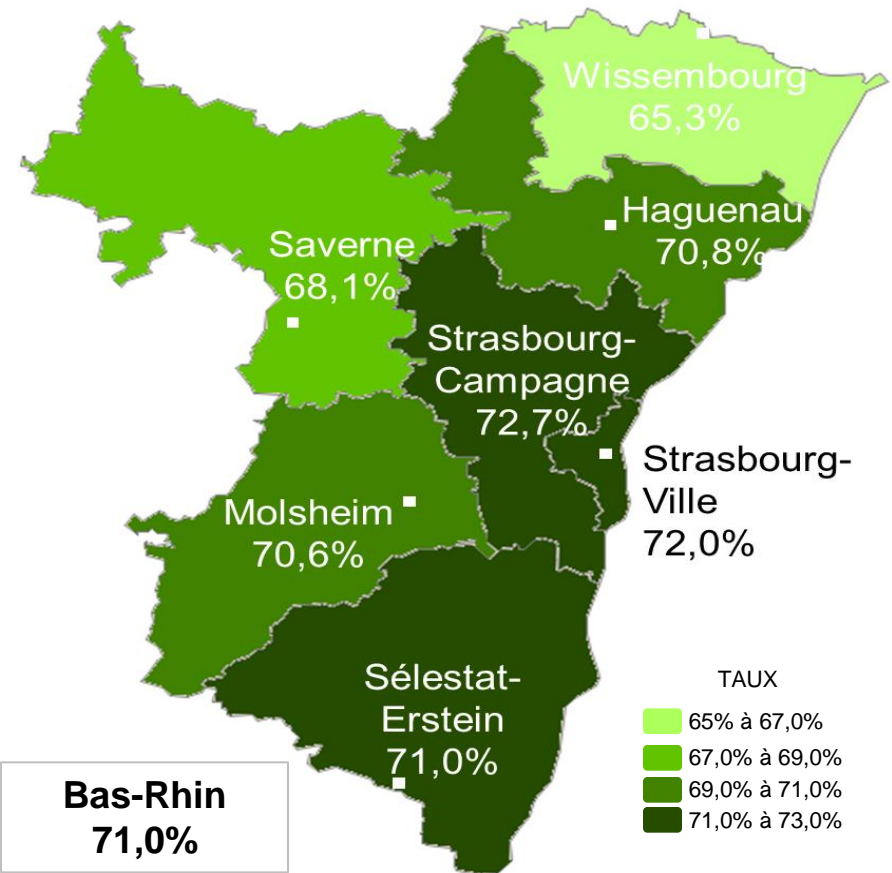 Wissembourg
65,3%
Haguenau
70,8%
Saverne
68,1%
Strasbourg-
Campagne
72,7%
Strasbourg-
Ville
72,0%
Molsheim
70,6%
Sélestat-
Erstein
71,0%
TAUX
65% à 67,0%
67,0% à 69,0%
69,0% à 71,0%
71,0% à 73,0%
Bas-Rhin
71,0%